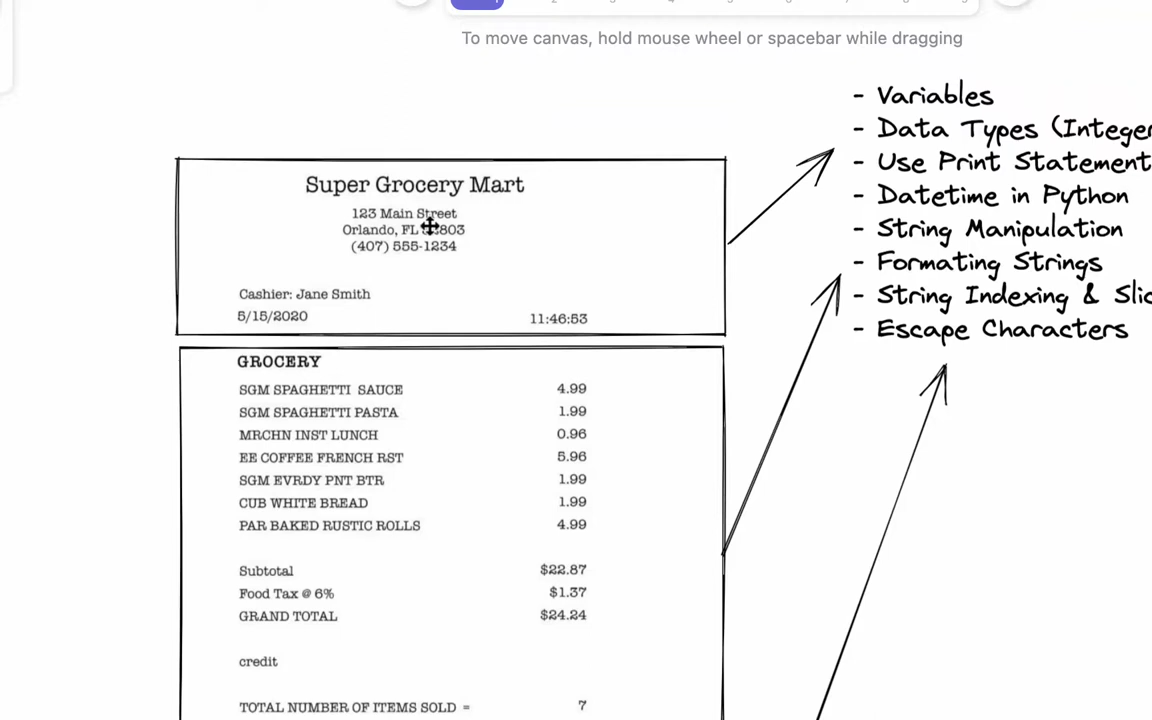 To move canvas, hold mouse wheel or spacebar while dragging
- Variables
- Data Types (Integer
- Use Print Statement
- Datetime in Python
- String Manipulation
- Formating Strings
- String Indexing & Slic
- Escape Characters
Super Grocery Mart
123 Main Street
Orlando, FL 803
(407) 555-1234
Cashier: Jane Smith
5/15/2020 11:46:53
GROCERY
SGM SPAGHETTI SAUCE 4.99
SGM SPAGHETTI PASTA 1.99
MRCHN INST LUNCH 0.96
EE COFFEE FRENCH RST 5.96
SGM EVRDY PNT BTR 1.99
CUB WHITE BREAD 1.99
PAR BAKED RUSTIC ROLLS 4.99
Subtotal $22.87
Food Tax @ 6% $1.37
GRAND TOTAL $24.24
credit
TOTAL NUMBER OF ITEMS SOLD = 7